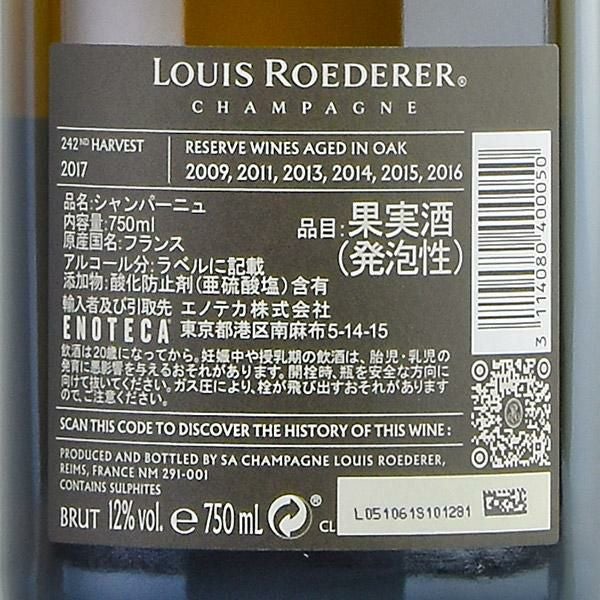 LOUIS ROEDERER®
CHAMPAGNE
242ND HARVEST
2017
RESERVE WINES AGED IN OAK
2009, 2011, 2013, 2014, 2015, 2016
品名:シャンパーニュ
内容量:750ml
原産国名:フランス
アルコール分:ラベルに記載
品目:果実酒
(発泡性)
添加物:酸化防止剤(亜硫酸塩)含有
輸入者及び引取先 エノテカ株式会社
ENOTECA 東京都港区南麻布5-14-15
飲酒は20歳になってから。妊娠中や授乳期の飲酒は、胎児・乳児の
発育に悪影響を与えるおそれがあります。開栓時、瓶を安全な方向に
向けて抜いてください。ガス圧により、栓が飛び出すおそれがあります
ので、ご注意ください。
3 114080 400050
SCAN THIS CODE TO DISCOVER THE HISTORY OF THIS WINE :
PRODUCED AND BOTTLED BY SA CHAMPAGNE LOUIS ROEDERER,
REIMS, FRANCE NM 291-001
CONTAINS SULPHITES
BRUT 12% vol. e 750 mL ® CL
L051061S101281